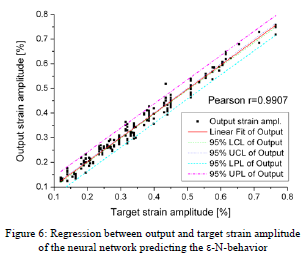 0.8
0.7
0.6
0.5
0.4
0.3
0.2
0.1
Output strain amplitude [%]
Pearson r=0.9907
Output strain ampl.
Linear Fit of Output
95% LCL of Output
95% UCL of Output
95% LPL of Output
95% UPL of Output
0.1 0.2 0.3 0.4 0.5 0.6 0.7 0.8
Target strain amplitude [%]
Figure 6: Regression between output and target strain amplitude
of the neural network predicting the ε-N-behavior